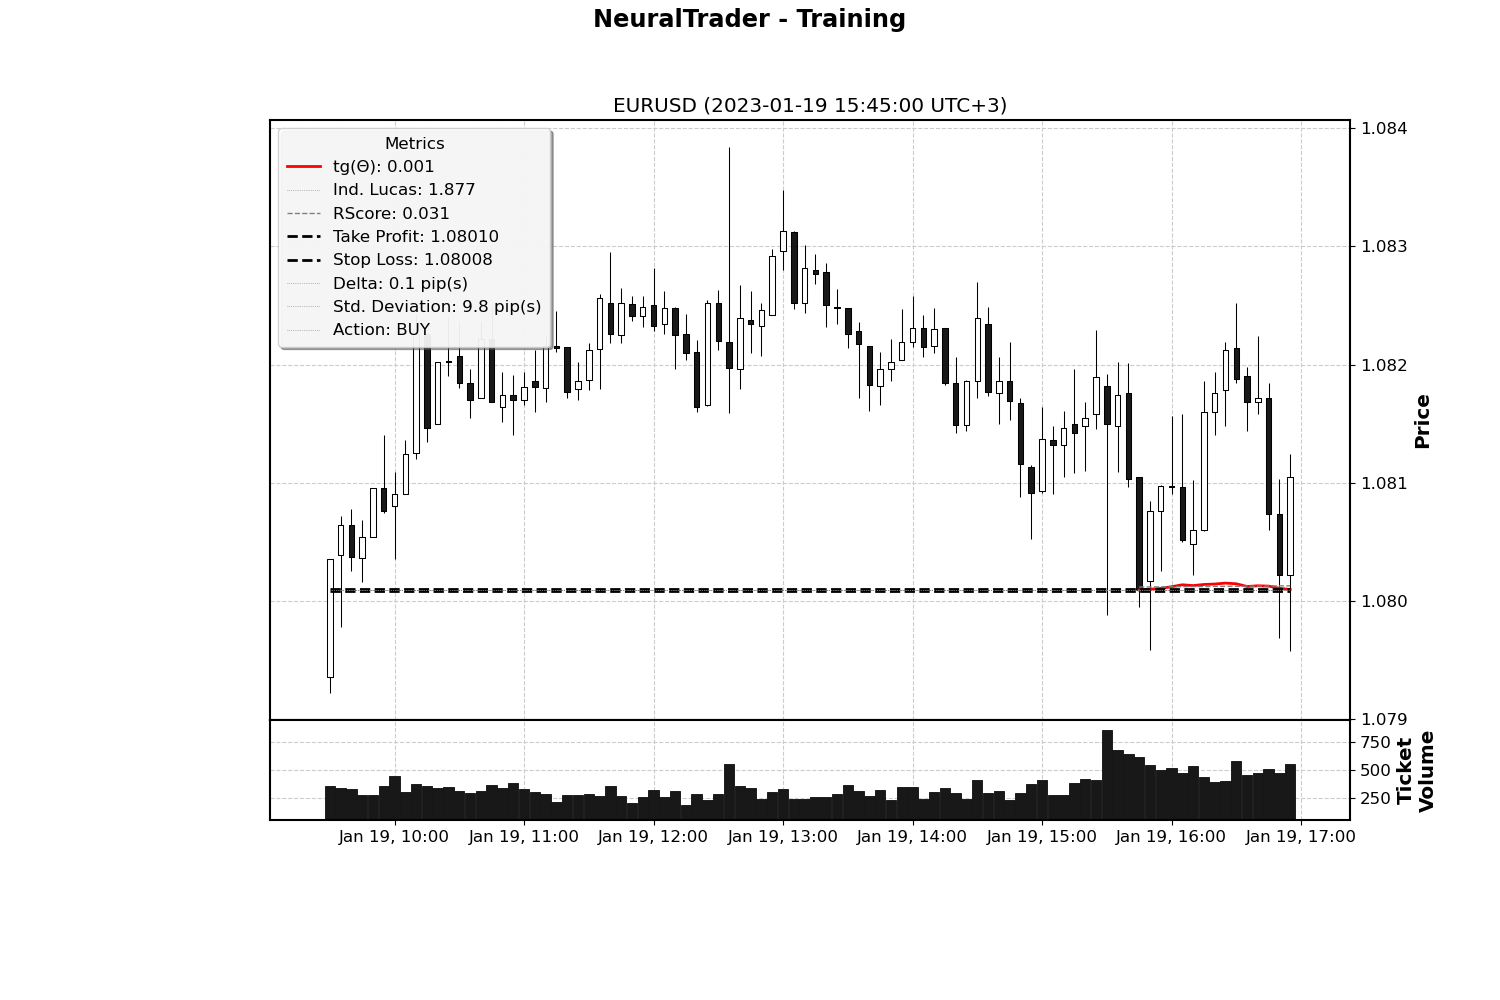 NeuralTrader - Training
EURUSD (2023-01-19 15:45:00 UTC+3)
Metrics
tg(Θ): 0.001
Ind. Lucas: 1.877
RScore: 0.031
Take Profit: 1.08010
Stop Loss: 1.08008
Delta: 0.1 pip(s)
Std. Deviation: 9.8 pip(s)
Action: BUY
1.084
1.083
1.082
1.081
1.080
1.079
Price
750
500
250
Ticket
Volume
Jan 19, 10:00
Jan 19, 11:00
Jan 19, 12:00
Jan 19, 13:00
Jan 19, 14:00
Jan 19, 15:00
Jan 19, 16:00
Jan 19, 17:00